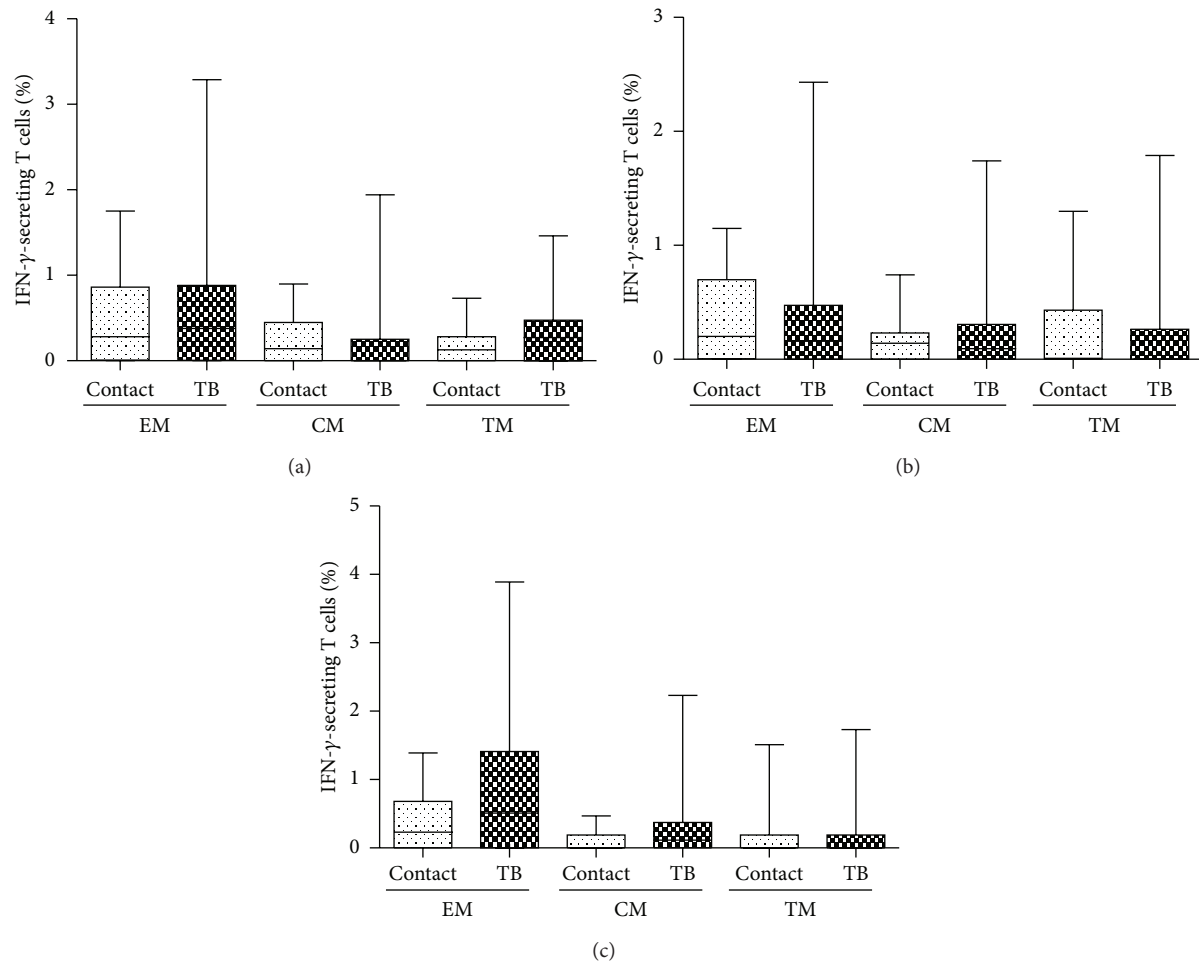 IFN-γ-secreting T cells (%)
4
3
2
1
0
Contact TB Contact TB Contact TB
EM CM TM
(a)
IFN-γ-secreting T cells (%)
3
2
1
0
Contact TB Contact TB Contact TB
EM CM TM
(b)
IFN-γ-secreting T cells (%)
5
4
3
2
1
0
Contact TB Contact TB Contact TB
EM CM TM
(c)